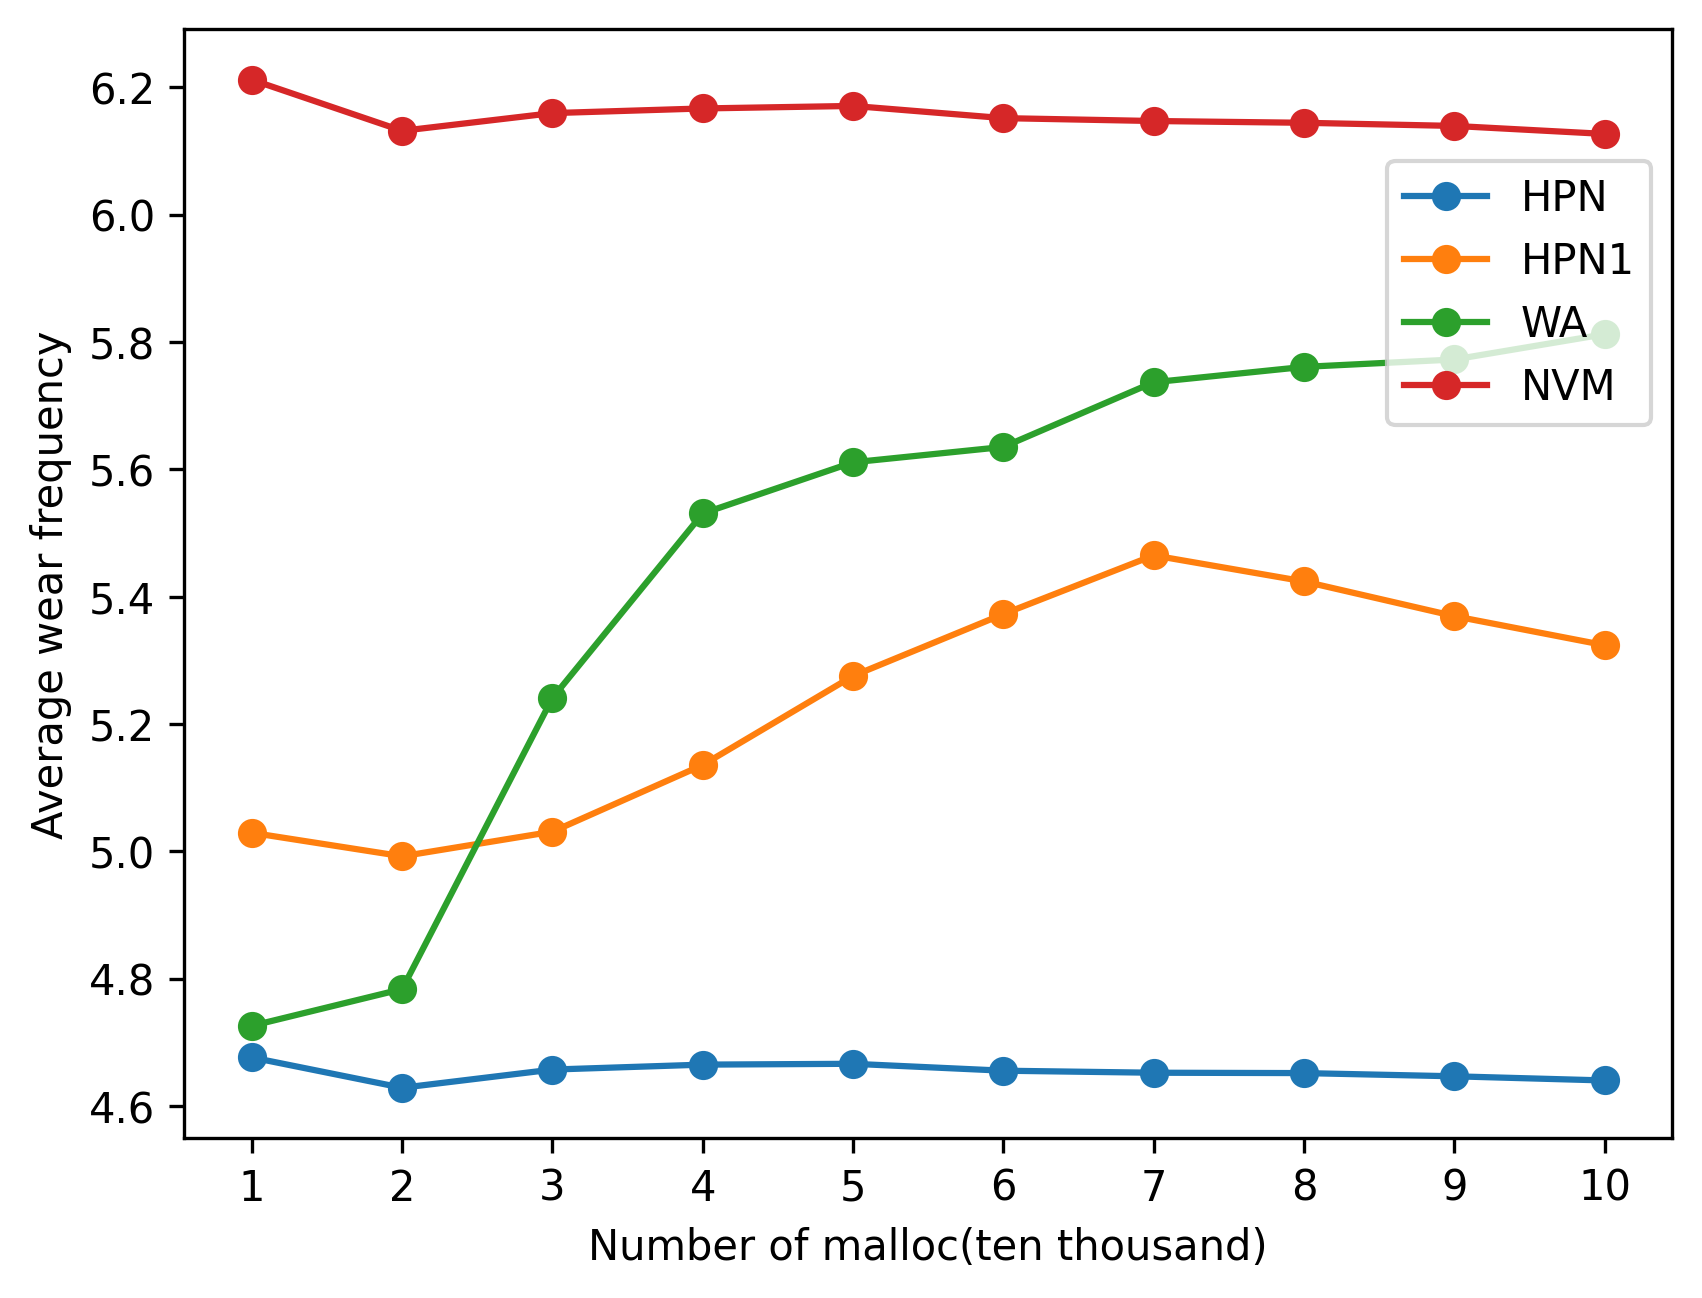 6.2
6.0
5.8
5.6
5.4
5.2
5.0
4.8
4.6
Average wear frequency
HPN
HPN1
WA
NVM
1 2 3 4 5 6 7 8 9 10
Number of malloc(ten thousand)